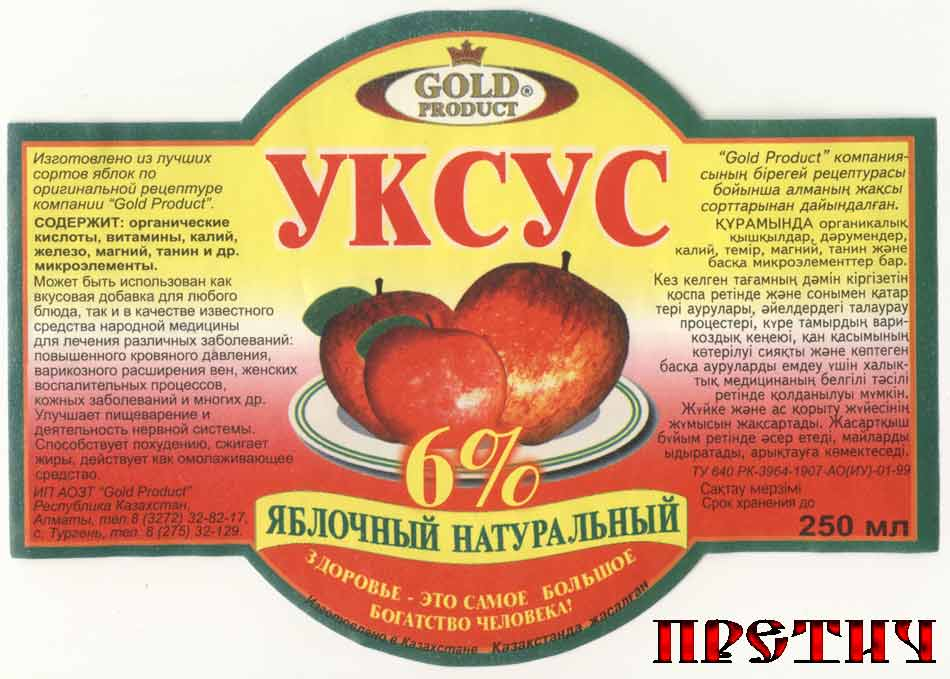 GOLD®
PRODUCT
УКСУС
Изготовлено из лучших
сортов яблок по
оригинальной рецептуре
компании "Gold Product".
СОДЕРЖИТ: органические
кислоты, витамины, калий,
железо, магний, танин и др.
микроэлементы.
Может быть использован как
вкусовая добавка для любого
блюда, так и в качестве известного
средства народной медицины
для лечения различных заболеваний:
повышенного кровяного давления,
варикозного расширения вен, женских
воспалительных процессов,
кожных заболеваний и многих др.
Улучшает пищеварение и
деятельность нервной системы.
Способствует похудению, сжигает
жиры, действует как омолаживающее
средство.
ИП АОЗТ "Gold Product"
Республика Казахстан,
Алматы, тел.8 (3272) 32-82-17,
с. Тургень, тел. 8 (275) 32-129.
"Gold Product" компания-
сының бірегей рецептурасы
бойынша алманың жақсы
сорттарынан дайындалған.
ҚҰРАМЫНДА органикалық
қышқылдар, дәрумендер,
калий, темір, магний, танин және
басқа микроэлементтер бар.
Кез келген тағамның дәмін кіргізетін
қоспа ретінде және сонымен қатар
тері аурулары, әйелдердегі талаурау
процестері, күре тамырдың вари-
коздық кеңеюі, қан қасымының
көтерілуі сияқты және көптеген
басқа ауруларды емдеу үшін халық-
тық медицинаның белгілі тәсілі
ретінде қолданылуы мүмкін.
Жүйке және ас қорыту жүйесінің
жұмысын жақсартады. Жасартқыш
бұйым ретінде әсер етеді, майларды
ыдыратады, арықтауға көмектеседі.
ТУ 640 РК-3964-1907-АО(ИУ)-01-99
Сақтау мерзімі
Срок хранения до
250 мл
6%
ЯБЛОЧНЫЙ НАТУРАЛЬНЫЙ
ЗДОРОВЬЕ - ЭТО САМОЕ БОЛЬШОЕ
БОГАТСТВО ЧЕЛОВЕКА!
Изготовлено в Казахстане Казақстанда жасалған
ПРЕТИЧ